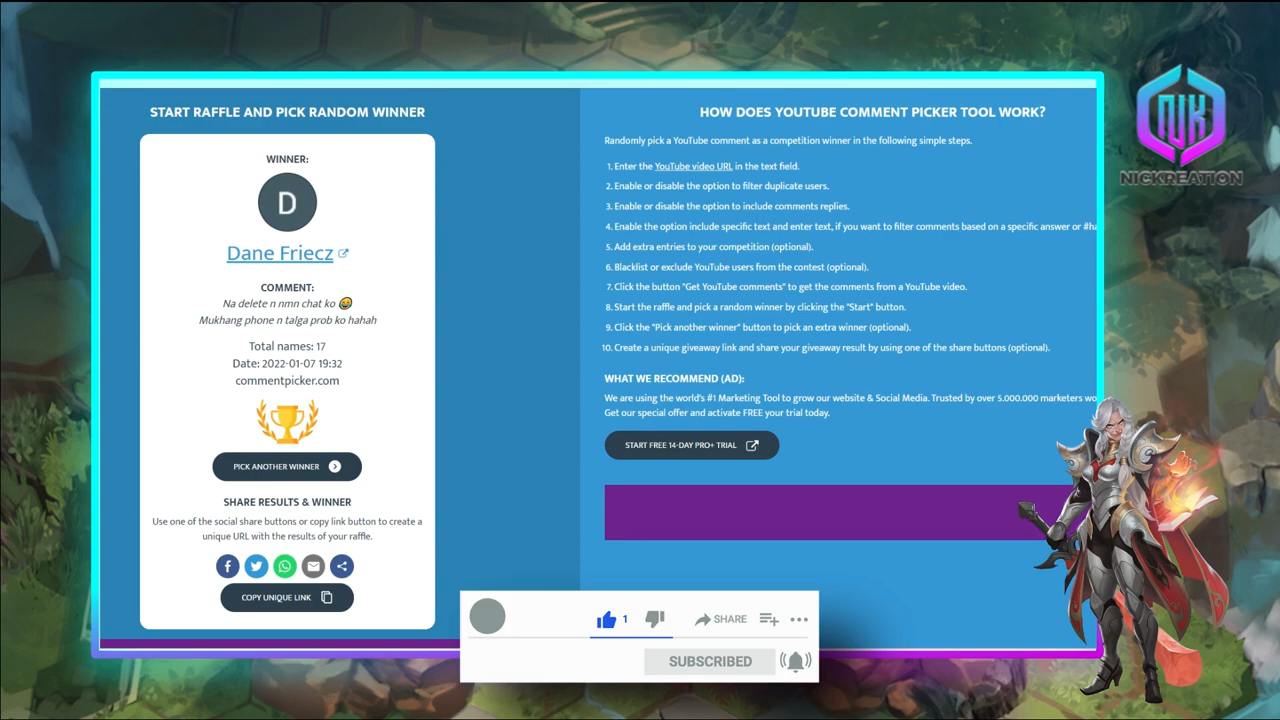 START RAFFLE AND PICK RANDOM WINNER
WINNER:
D
Dane Friecz
COMMENT:
Na delete n nmn chat ko 😂
Mukhang phone n talga prob ko hahah
Total names: 17
Date: 2022-01-07 19:32
commentpicker.com
PICK ANOTHER WINNER
SHARE RESULTS & WINNER
Use one of the social share buttons or copy link button to create a
unique URL with the results of your raffle.
COPY UNIQUE LINK
HOW DOES YOUTUBE COMMENT PICKER TOOL WORK?
Randomly pick a YouTube comment as a competition winner in the following simple steps.
1. Enter the YouTube video URL in the text field.
2. Enable or disable the option to filter duplicate users.
3. Enable or disable the option to include comments replies.
4. Enable the option include specific text and enter text, if you want to filter comments based on a specific answer or #ha
5. Add extra entries to your competition (optional).
6. Blacklist or exclude YouTube users from the contest (optional).
7. Click the button "Get YouTube comments" to get the comments from a YouTube video.
8. Start the raffle and pick a random winner by clicking the "Start" button.
9. Click the "Pick another winner" button to pick an extra winner (optional).
10. Create a unique giveaway link and share your giveaway result by using one of the share buttons (optional).
WHAT WE RECOMMEND (AD):
We are using the world's #1 Marketing Tool to grow our website & Social Media. Trusted by over 5.000.000 marketers wo
Get our special offer and activate FREE your trial today.
START FREE 14-DAY PRO+ TRIAL
NIK
NICKREATION
1
SHARE
SUBSCRIBED